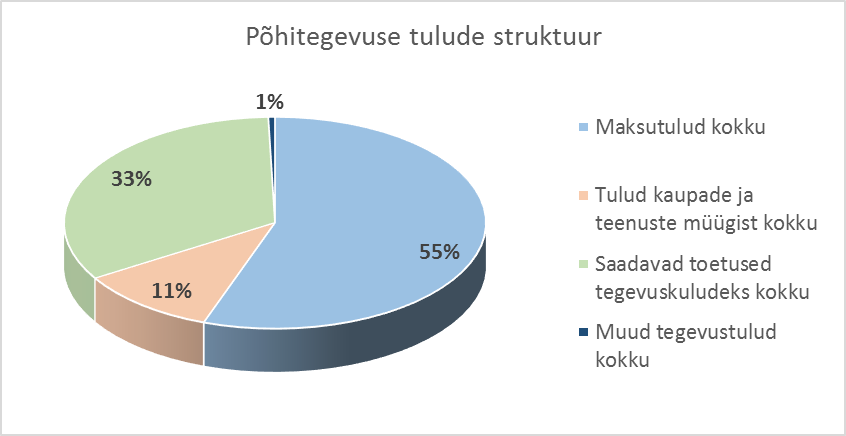 Põhitegevuse tulude struktuur
1%
33%
55%
11%
Maksutulud kokku
Tulud kaupade ja
teenuste müügist kokku
Saadavad toetused
tegevuskuludeks kokku
Muud tegevustulud
kokku